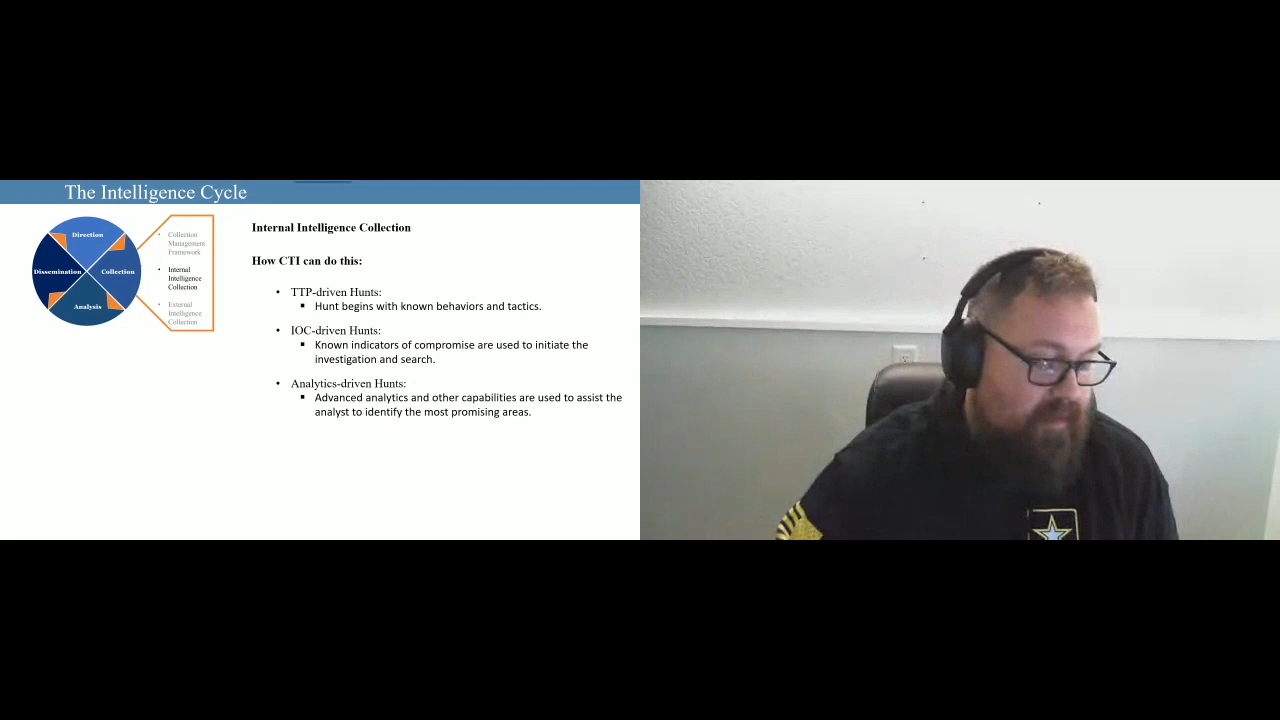 The Intelligence Cycle
Direction
Dissemination
Collection
Analysis
• Collection
Management
Framework
• Internal
Intelligence
Collection
• External
Intelligence
Collection
Internal Intelligence Collection
How CTI can do this:
• TTP-driven Hunts:
▪ Hunt begins with known behaviors and tactics.
• IOC-driven Hunts:
▪ Known indicators of compromise are used to initiate the
investigation and search.
• Analytics-driven Hunts:
▪ Advanced analytics and other capabilities are used to assist the
analyst to identify the most promising areas.